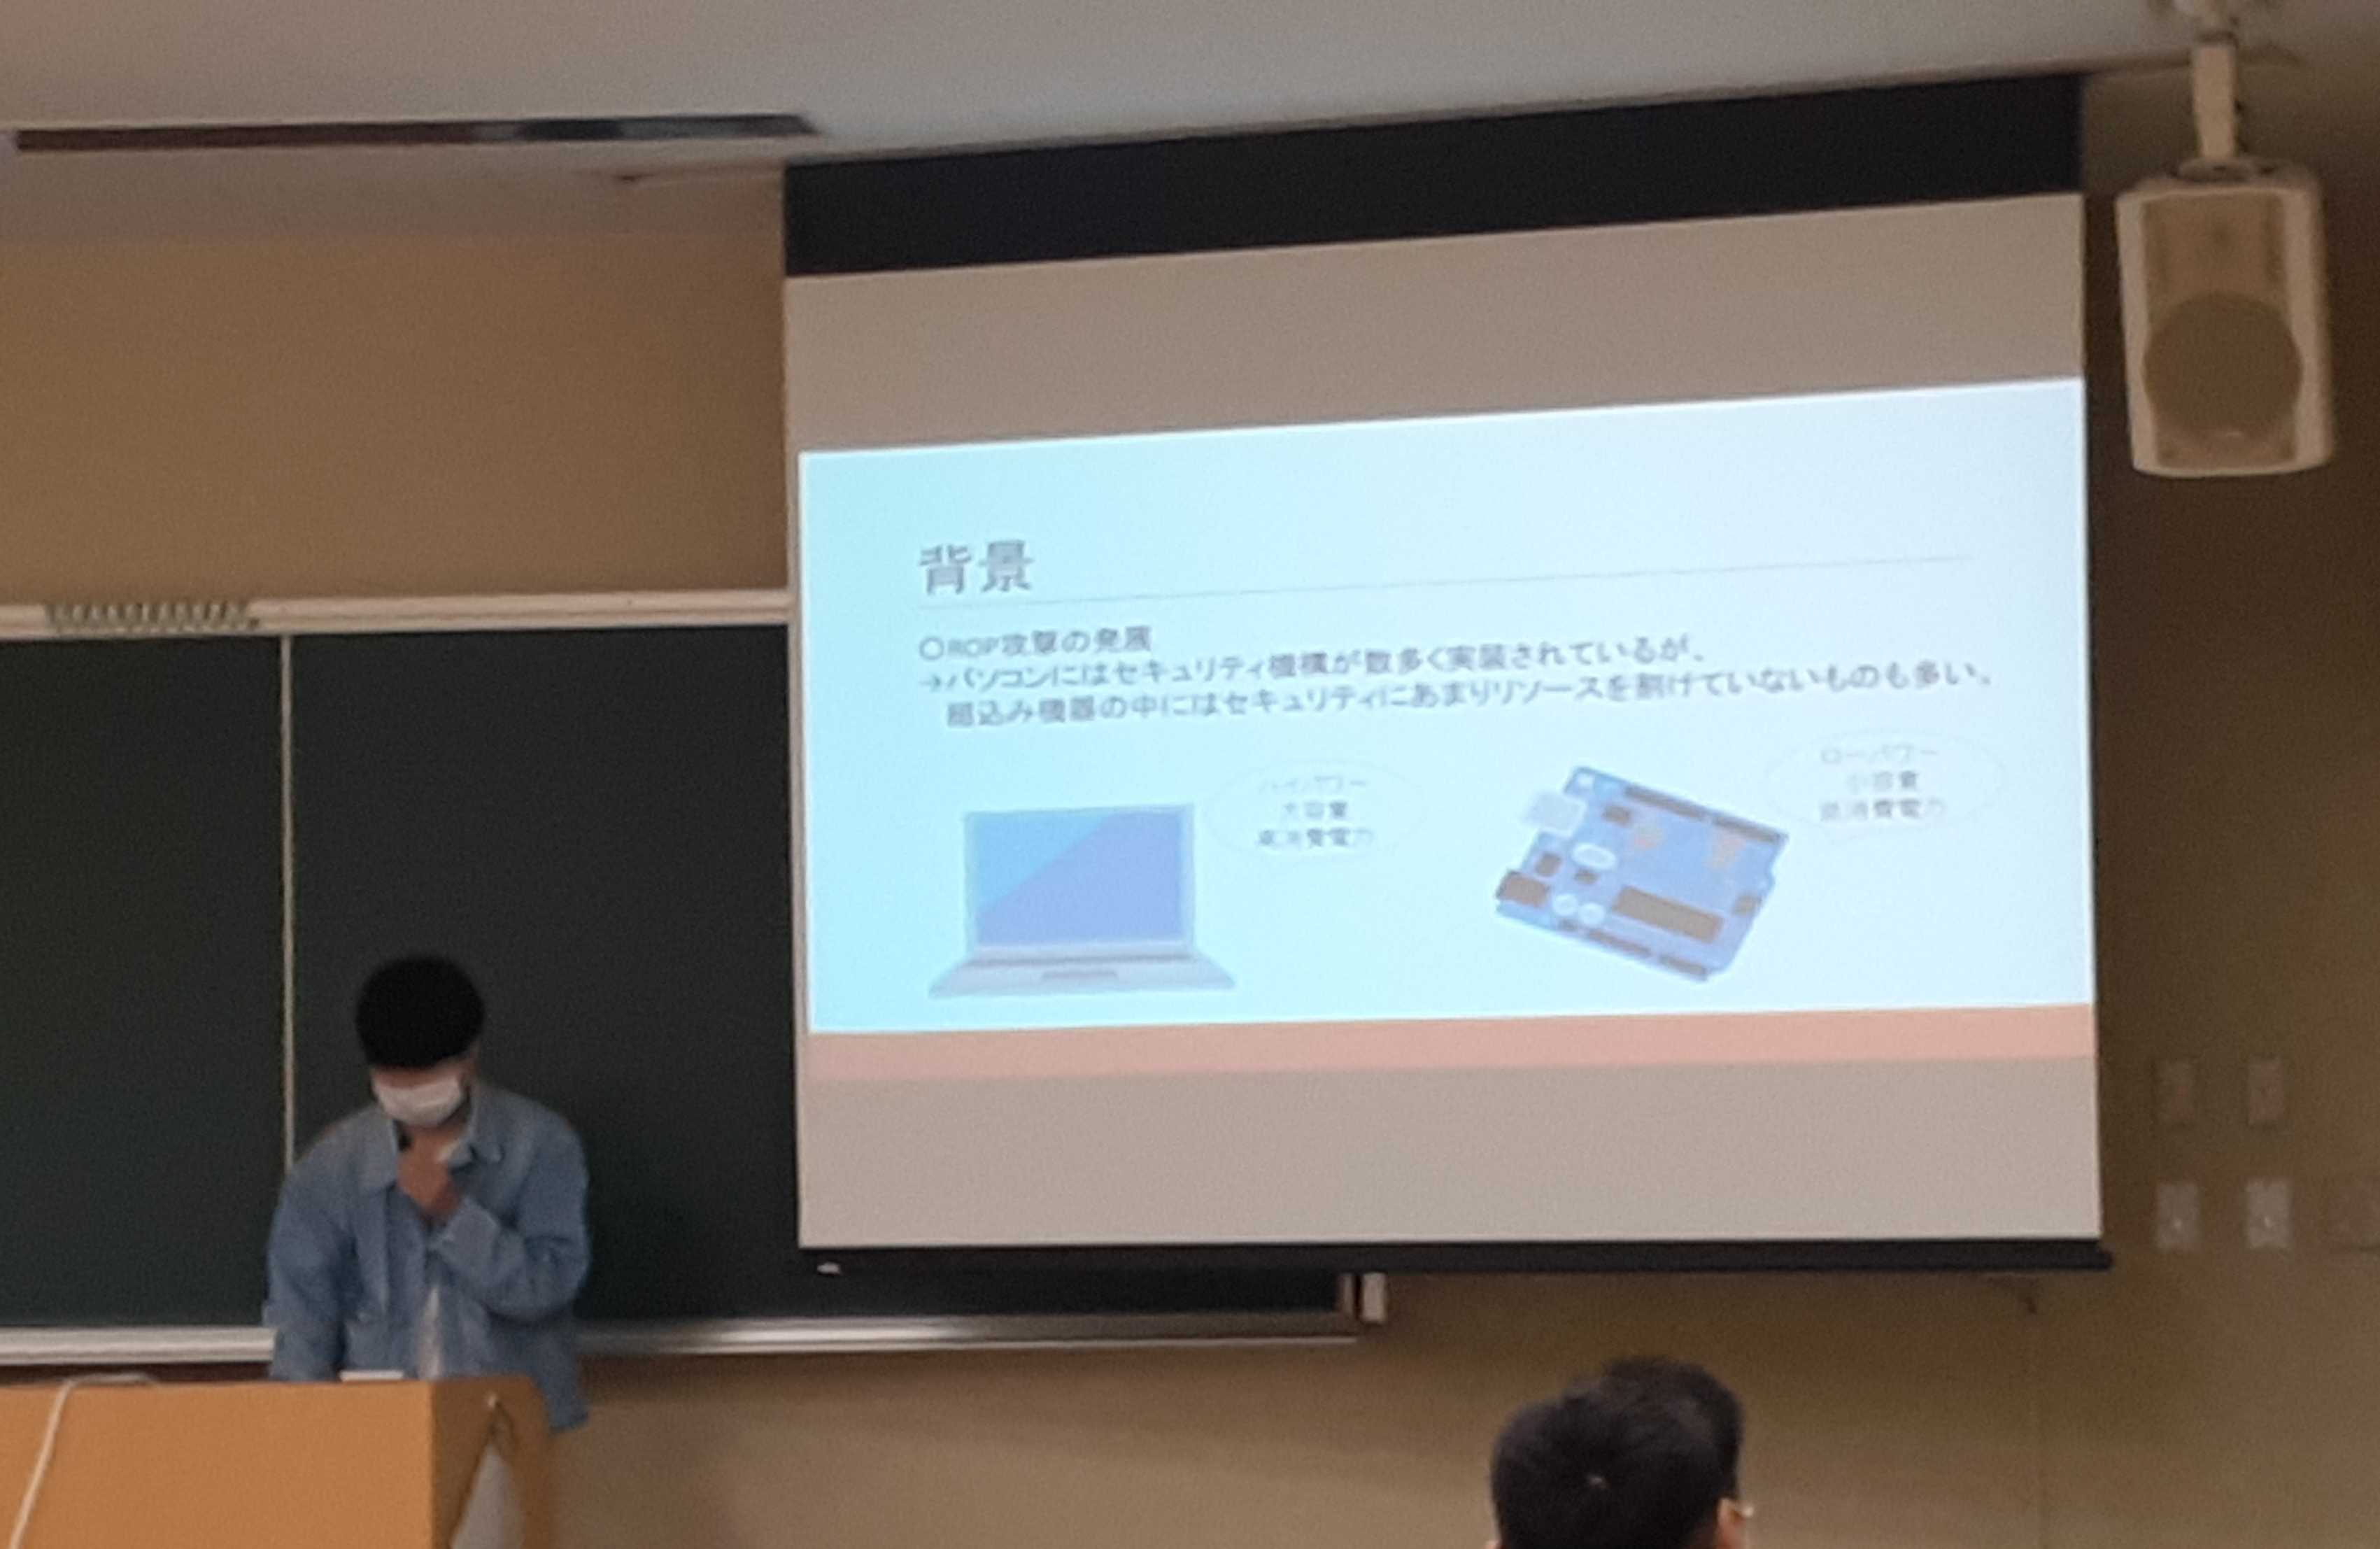 背景
○ROP攻撃の発展
→パソコンにはセキュリティ機構が数多く実装されているが、
組込み機器の中にはセキュリティにあまりリソースを割けていないものも多い。
ハイパワー
大容量
高消費電力
ローパワー
小容量
低消費電力